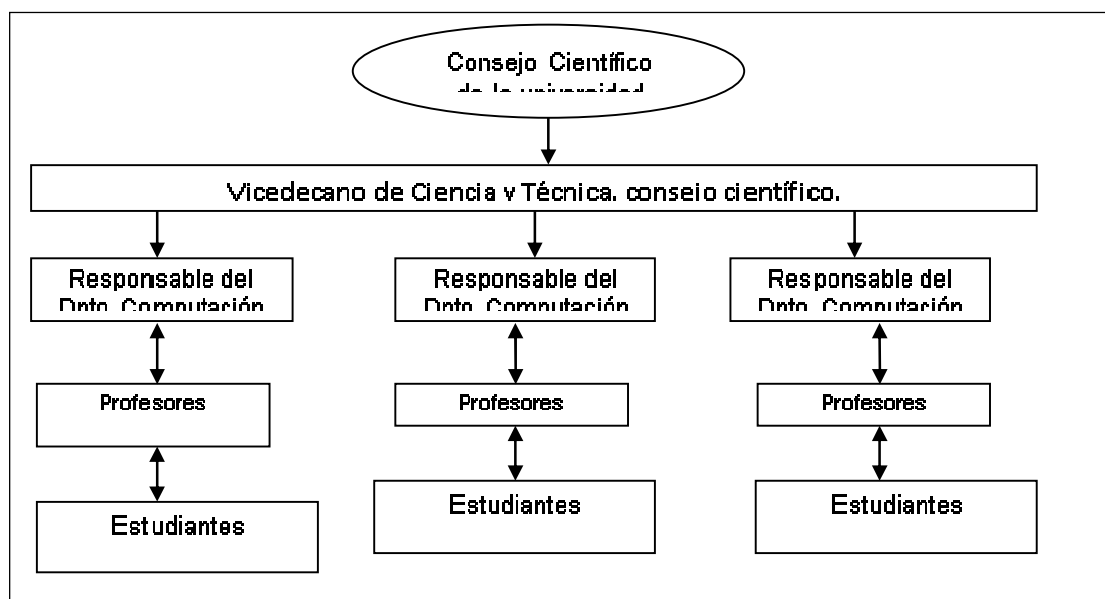 Consejo Científico
de la universidad
Vicedecano de Ciencia y Técnica. consejo científico.
Responsable del
Dpto. Computación
Responsable del
Dpto. Computación
Responsable del
Dpto. Computación
Profesores
Profesores
Profesores
Estudiantes
Estudiantes
Estudiantes